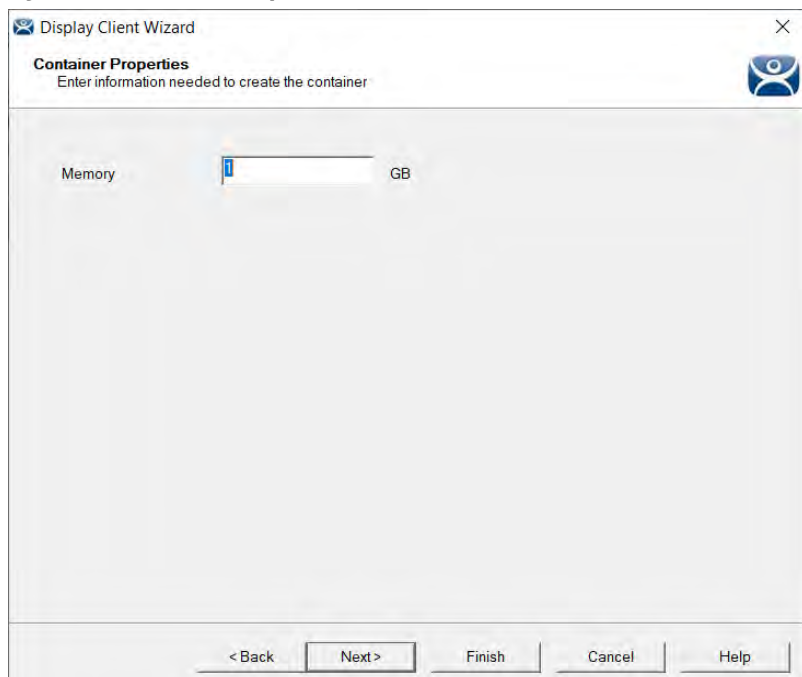 Display Client Wizard
Container Properties
Enter information needed to create the container
Memory 1 GB
< Back Next > Finish Cancel Help